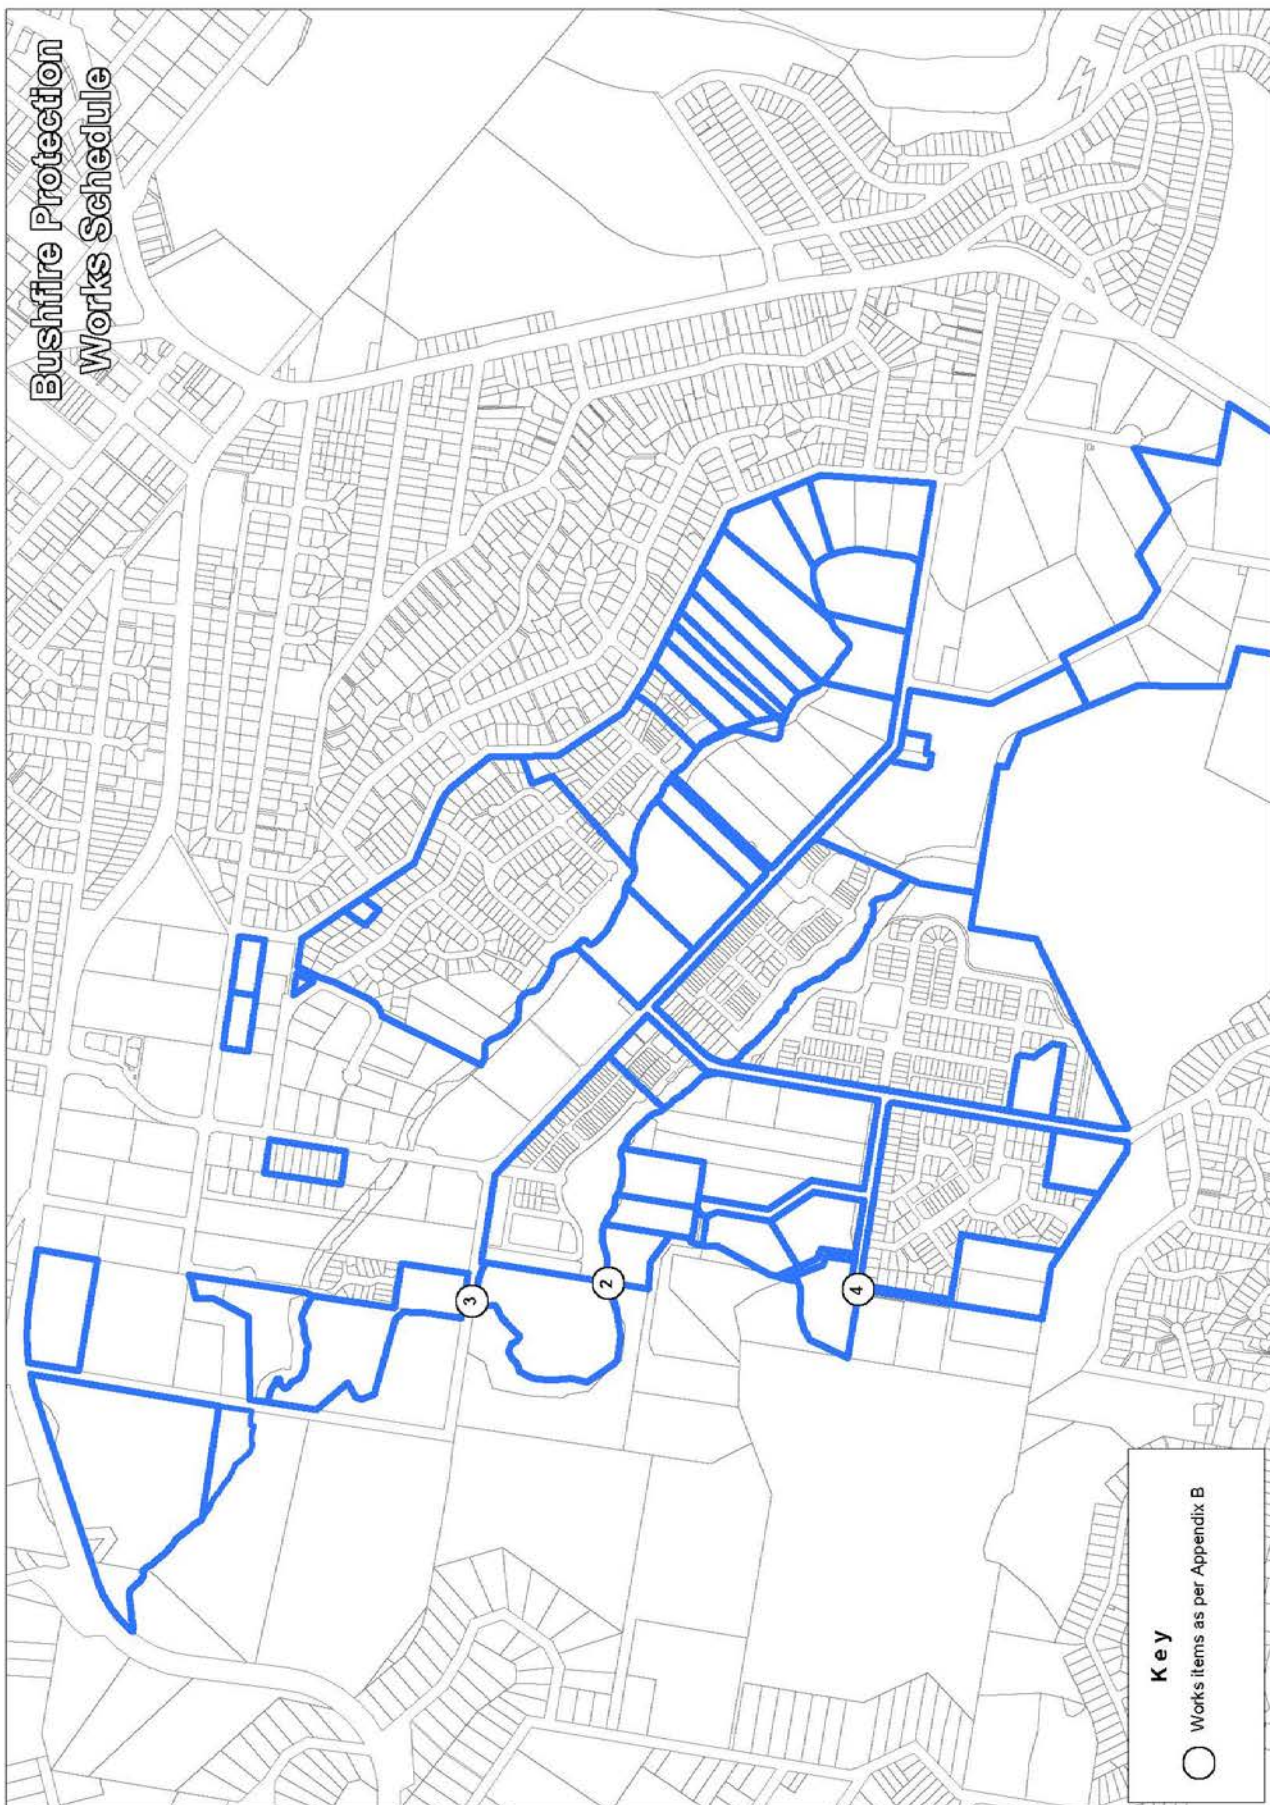 Bushfire Protection
Works Schedule
3
2
4
Key
Works items as per Appendix B